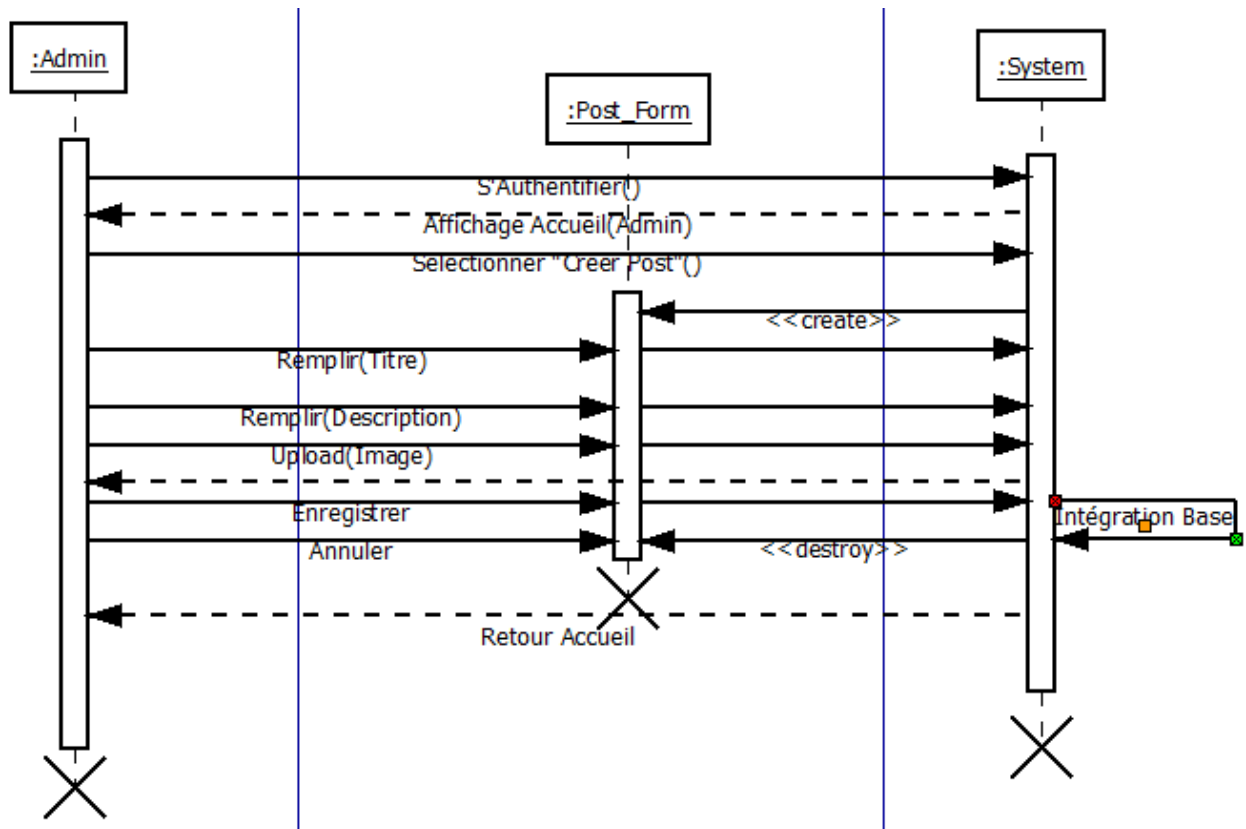 :Admin
:System
:Post_Form
S'Authentifier()
Affichage Accueil(Admin)
Selectionner "Creer Post"()
<<create>>
Remplir(Titre)
Remplir(Description)
Upload(Image)
Enregistrer
Intégration Base
Annuler
<<destroy>>
Retour Accueil